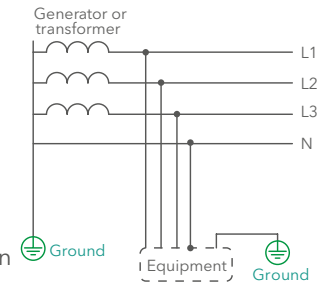 Generator or
transformer
L1
L2
L3
N
n
Ground
Equipment
Ground